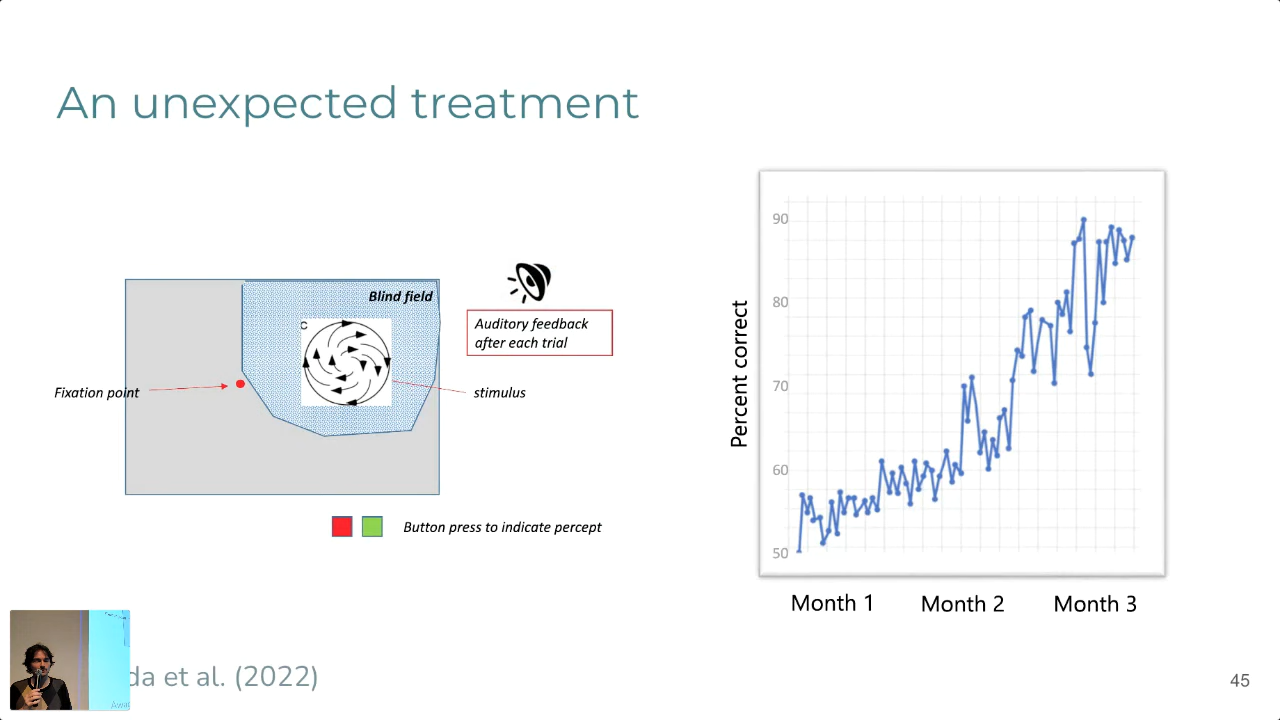 An unexpected treatment
Blind field
C
Auditory feedback
after each trial
Fixation point
stimulus
Button press to indicate percept
90
80
70
60
50
Percent correct
Month 1
Month 2
Month 3
et al. (2022)
45